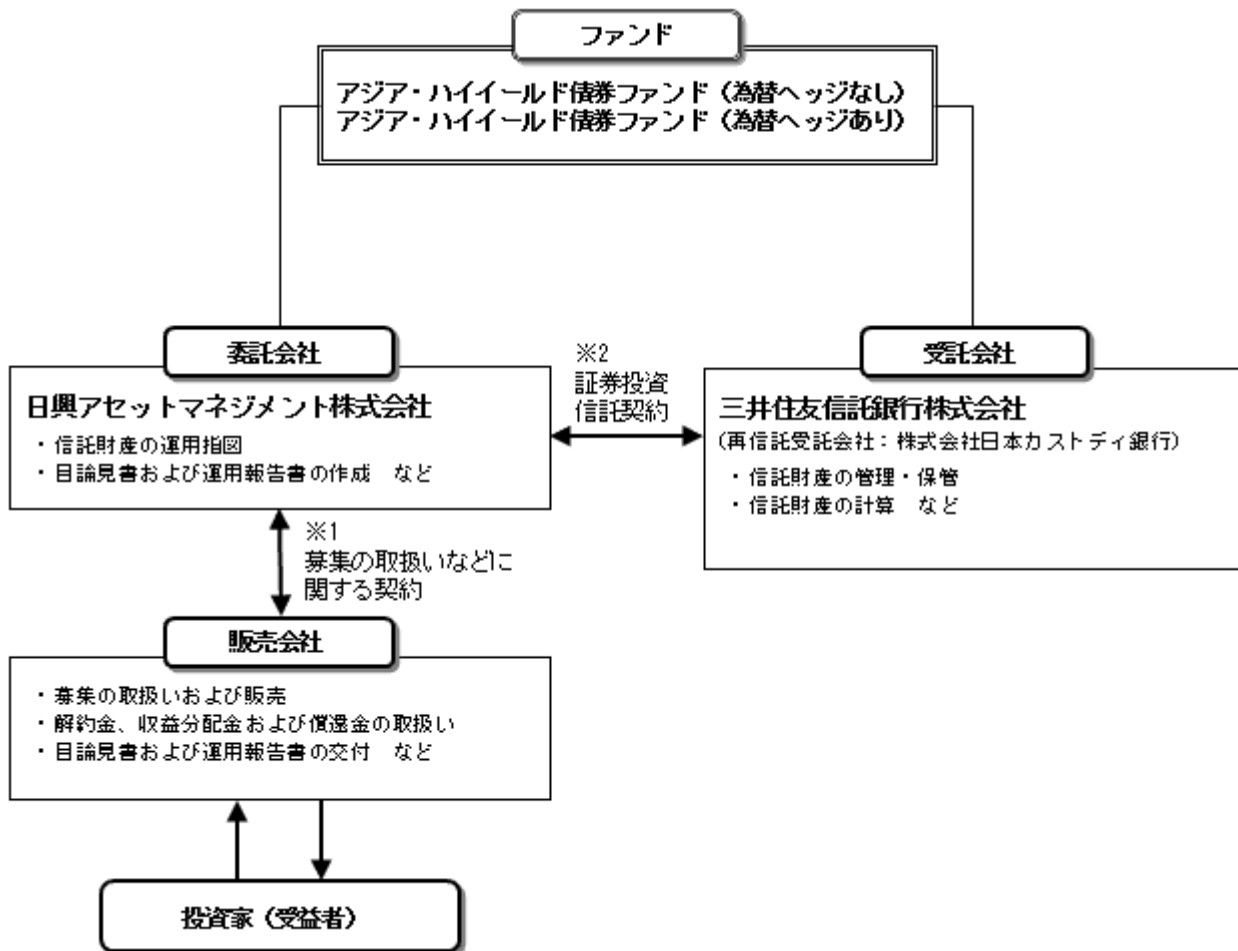 ファンド
アジア・ハイイールド債券ファンド（為替ヘッジなし）
アジア・ハイイールド債券ファンド（為替ヘッジあり）
委託会社
日興アセットマネジメント株式会社
・信託財産の運用指図
・目論見書および運用報告書の作成　など
※2
証券投資
信託契約
受託会社
三井住友信託銀行株式会社
（再信託受託会社：株式会社日本カストディ銀行）
・信託財産の管理・保管
・信託財産の計算　など
※1
募集の取扱いなどに
関する契約
販売会社
・募集の取扱いおよび販売
・解約金、収益分配金および償還金の取扱い
・目論見書および運用報告書の交付　など
投資家（受益者）